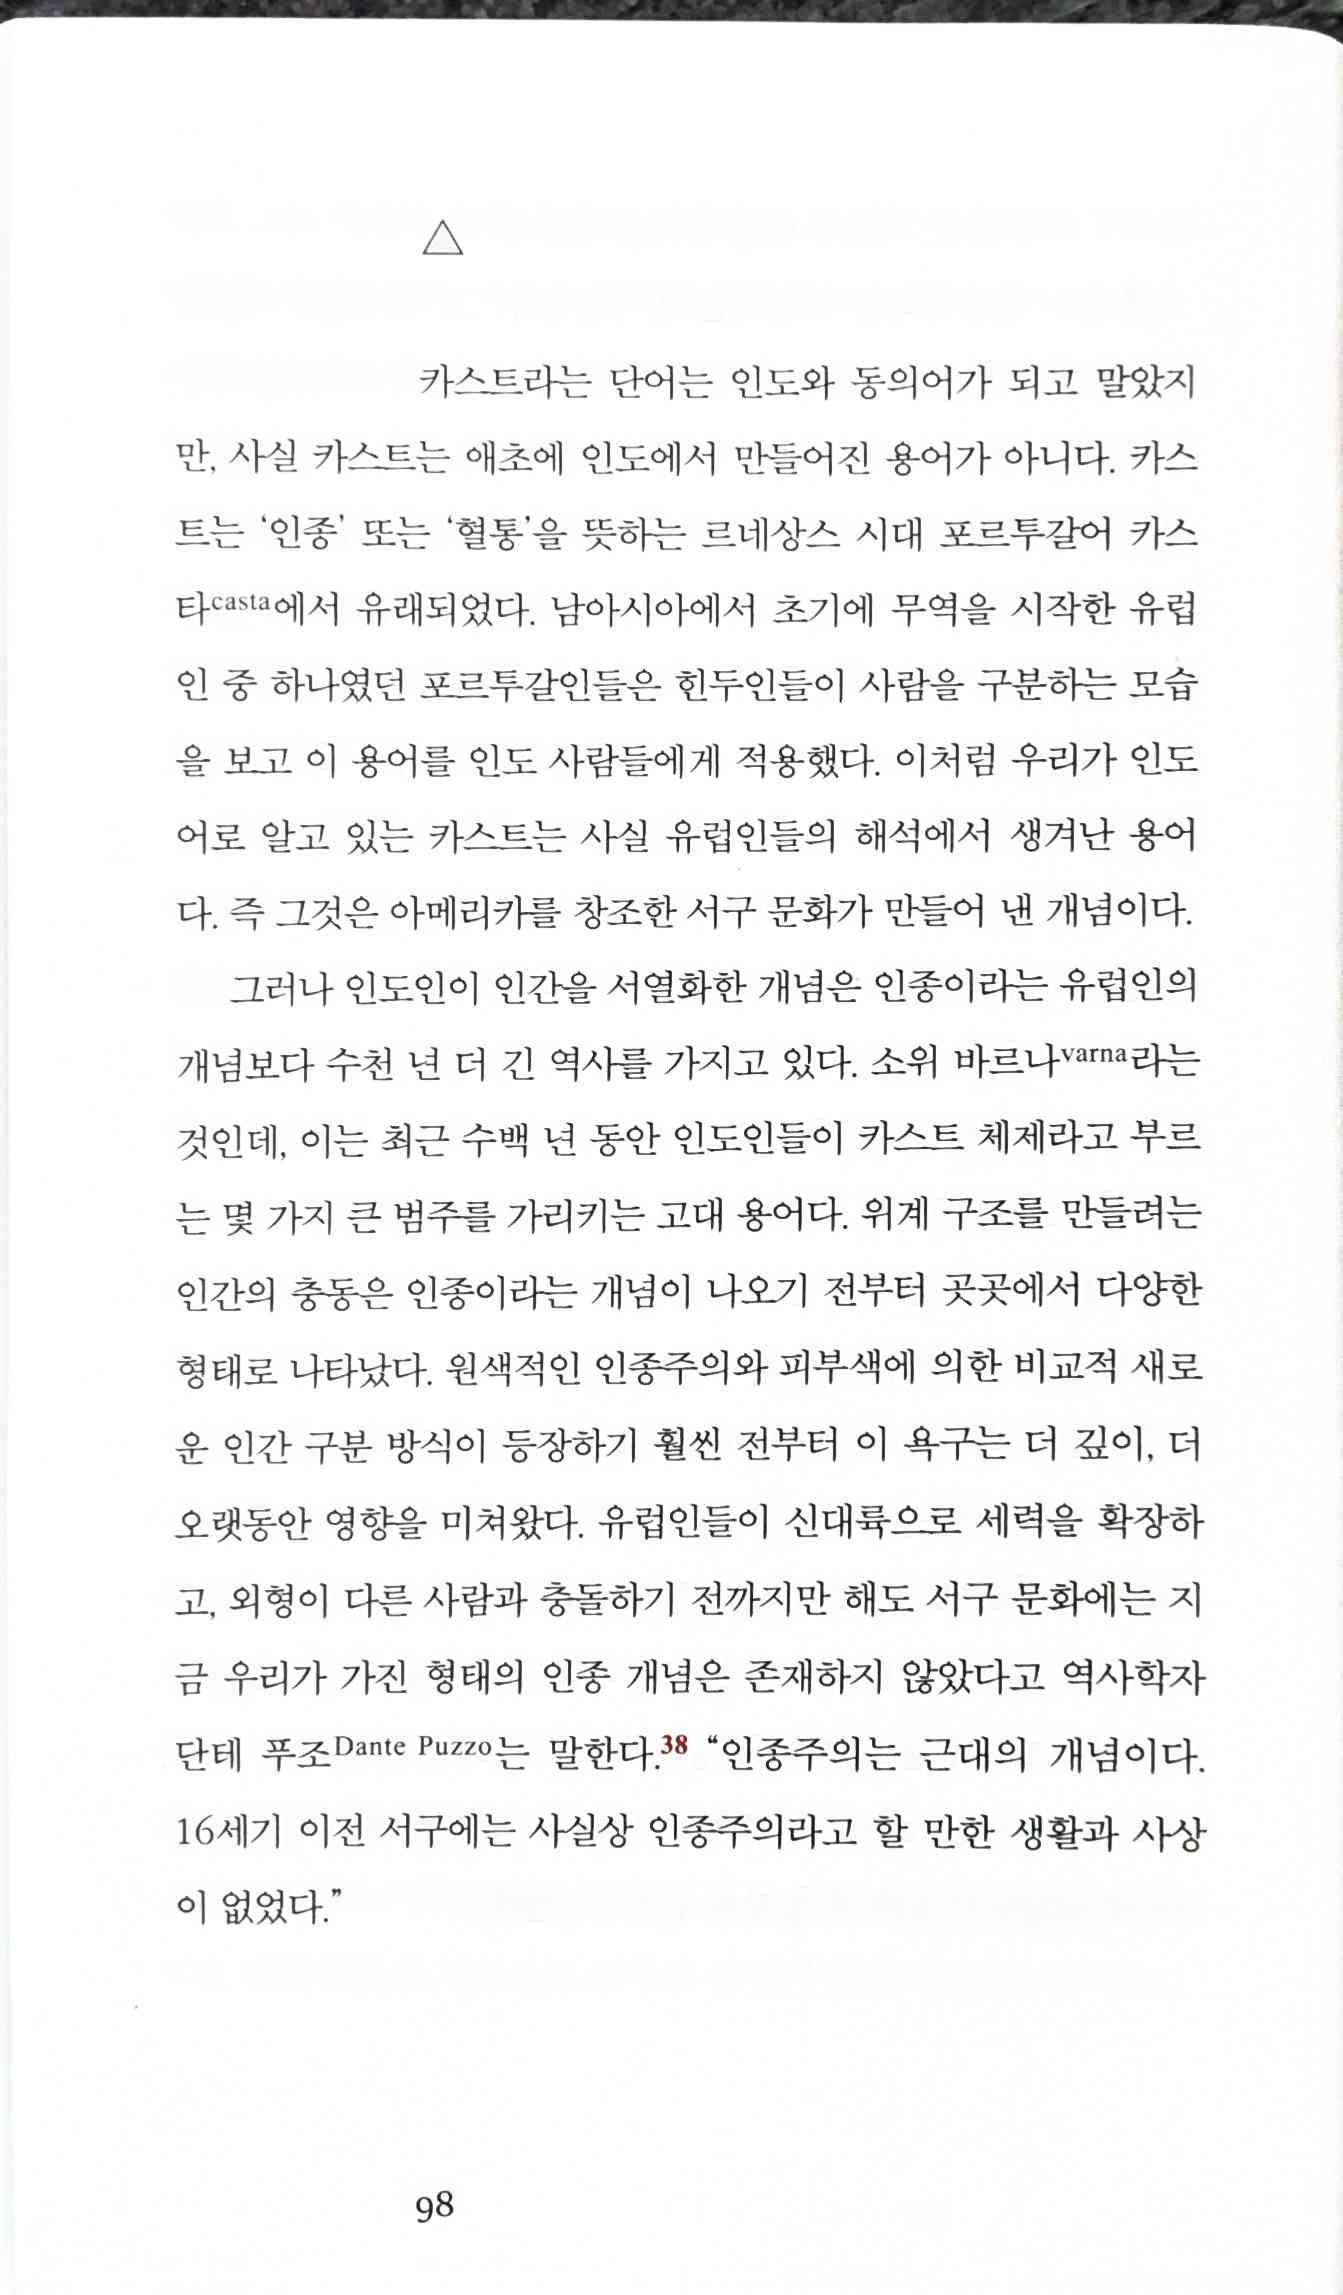 △
카스트라는 단어는 인도와 동의어가 되고 말았지
만, 사실 카스트는 애초에 인도에서 만들어진 용어가 아니다. 카스
트는 ‘인종’ 또는 ‘혈통’을 뜻하는 르네상스 시대 포르투갈어 카스
타casta에서 유래되었다. 남아시아에서 초기에 무역을 시작한 유럽
인 중 하나였던 포르투갈인들은 힌두인들이 사람을 구분하는 모습
을 보고 이 용어를 인도 사람들에게 적용했다. 이처럼 우리가 인도
어로 알고 있는 카스트는 사실 유럽인들의 해석에서 생겨난 용어
다. 즉 그것은 아메리카를 창조한 서구 문화가 만들어 낸 개념이다.
그러나 인도인이 인간을 서열화한 개념은 인종이라는 유럽인의
개념보다 수천 년 더 긴 역사를 가지고 있다. 소위 바르나varna라는
것인데, 이는 최근 수백 년 동안 인도인들이 카스트 체제라고 부르
는 몇 가지 큰 범주를 가리키는 고대 용어다. 위계 구조를 만들려는
인간의 충동은 인종이라는 개념이 나오기 전부터 곳곳에서 다양한
형태로 나타났다. 원색적인 인종주의와 피부색에 의한 비교적 새로
운 인간 구분 방식이 등장하기 훨씬 전부터 이 욕구는 더 깊이, 더
오랫동안 영향을 미쳐왔다. 유럽인들이 신대륙으로 세력을 확장하
고, 외형이 다른 사람과 충돌하기 전까지만 해도 서구 문화에는 지
금 우리가 가진 형태의 인종 개념은 존재하지 않았다고 역사학자
단테 푸조Dante Puzzo는 말한다.38 “인종주의는 근대의 개념이다.
16세기 이전 서구에는 사실상 인종주의라고 할 만한 생활과 사상
이 없었다.”
98